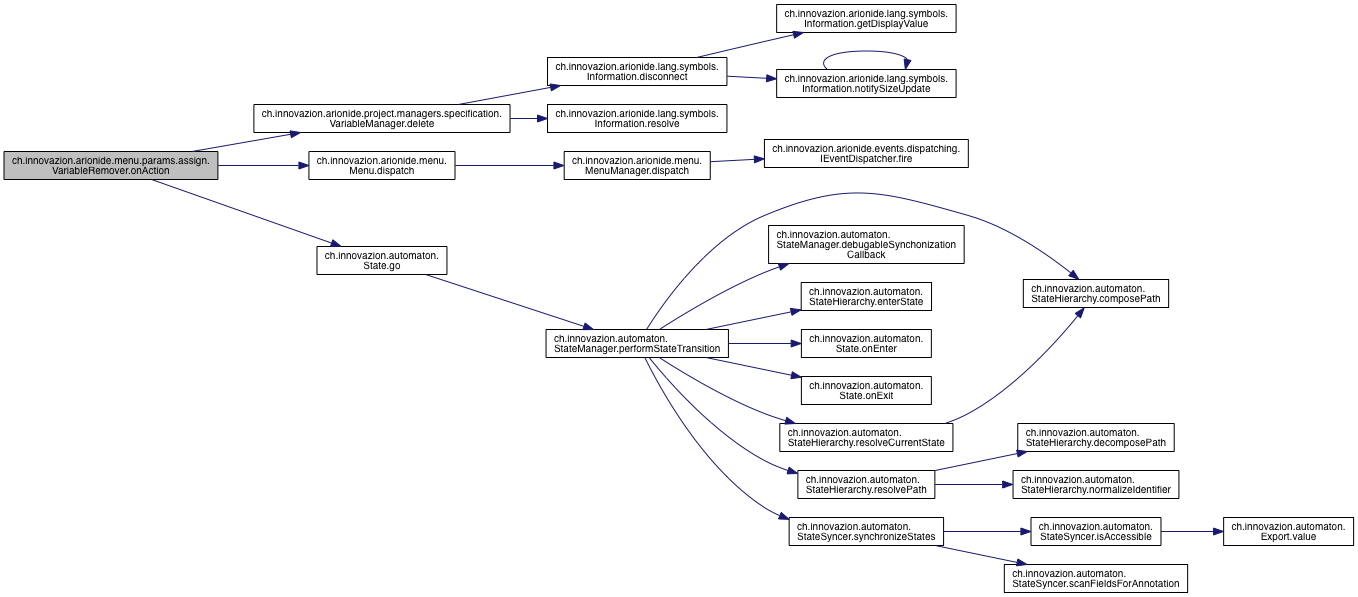 ch.innovazion.arionide.lang.symbols.
Information.getDisplayValue
ch.innovazion.arionide.lang.symbols.
Information.disconnect
ch.innovazion.arionide.lang.symbols.
Information.notifySizeUpdate
ch.innovazion.arionide.project.managers.specification.
VariableManager.delete
ch.innovazion.arionide.lang.symbols.
Information.resolve
ch.innovazion.arionide.menu.params.assign.
VariableRemover.onAction
ch.innovazion.arionide.menu.
Menu.dispatch
ch.innovazion.arionide.menu.
MenuManager.dispatch
ch.innovazion.arionide.events.dispatching.
IEventDispatcher.fire
ch.innovazion.automaton.
State.go
ch.innovazion.automaton.
StateManager.performStateTransition
ch.innovazion.automaton.
StateManager.debugableSynchonization
Callback
ch.innovazion.automaton.
StateHierarchy.enterState
ch.innovazion.automaton.
StateHierarchy.composePath
ch.innovazion.automaton.
State.onEnter
ch.innovazion.automaton.
State.onExit
ch.innovazion.automaton.
StateHierarchy.resolveCurrentState
ch.innovazion.automaton.
StateHierarchy.decomposePath
ch.innovazion.automaton.
StateHierarchy.resolvePath
ch.innovazion.automaton.
StateHierarchy.normalizeIdentifier
ch.innovazion.automaton.
StateSyncer.synchronizeStates
ch.innovazion.automaton.
StateSyncer.isAccessible
ch.innovazion.automaton.
Export.value
ch.innovazion.automaton.
StateSyncer.scanFieldsForAnnotation